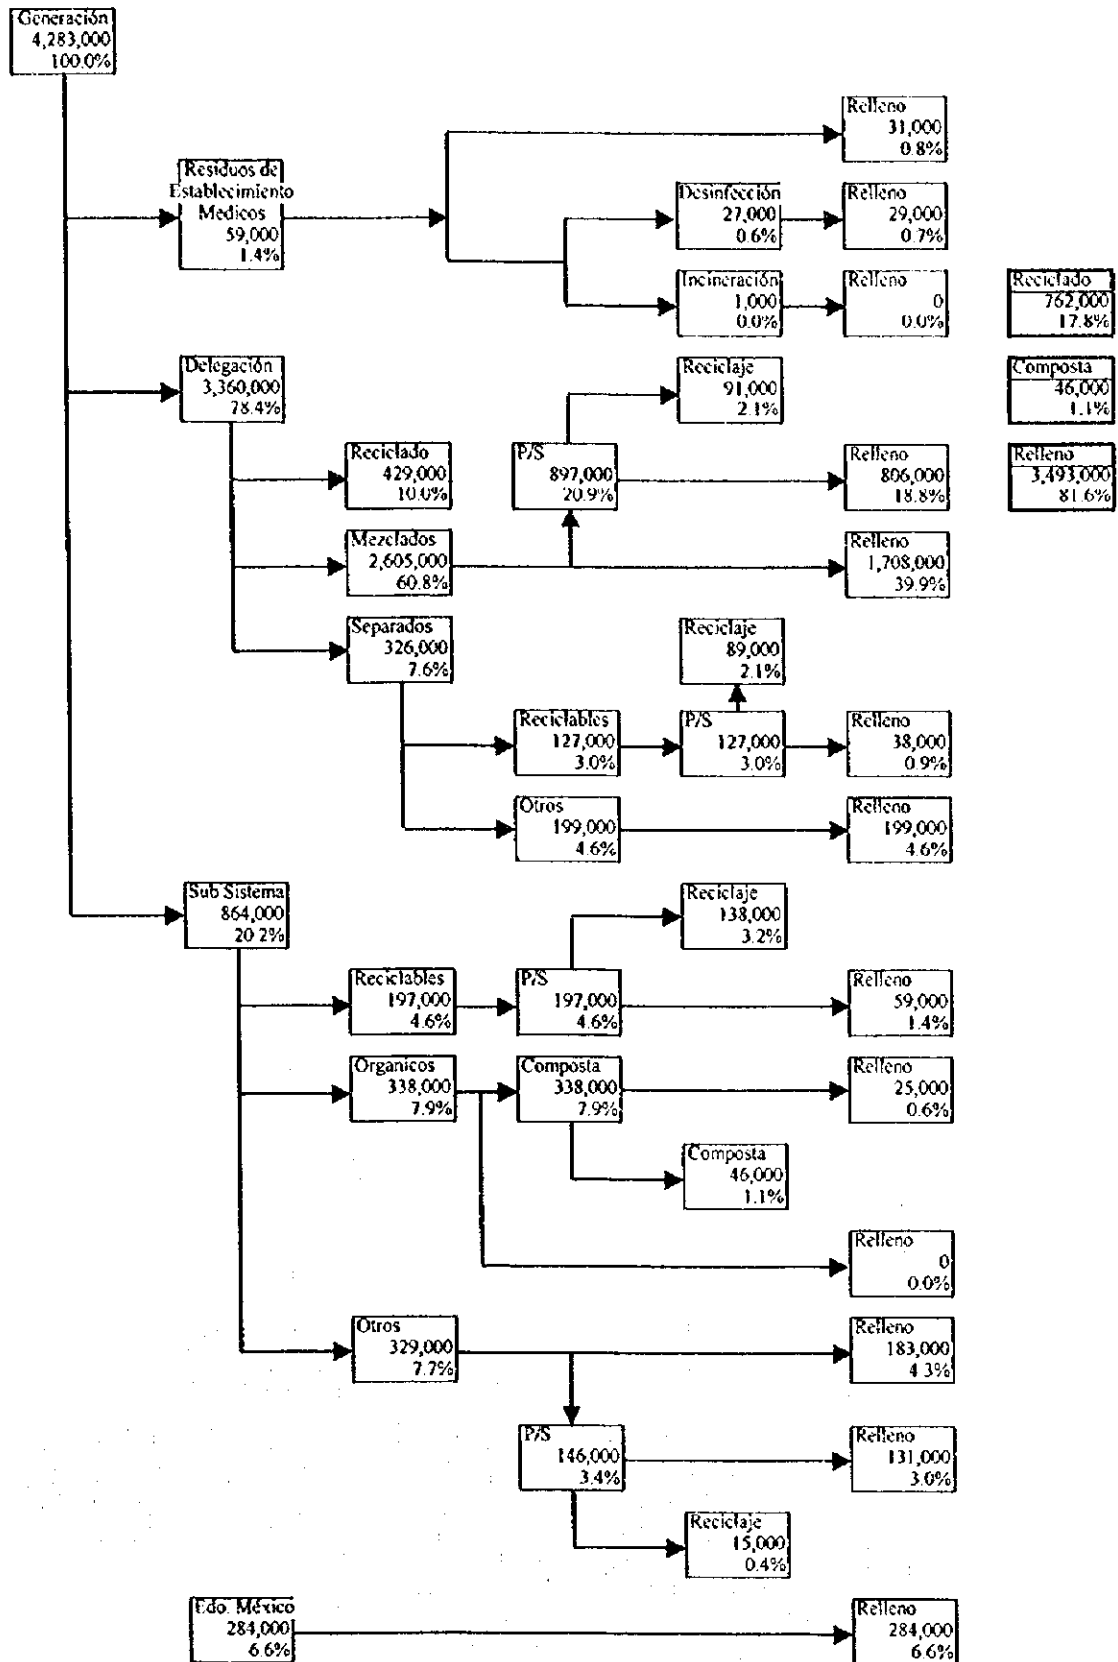 Generación
4,283,000
100.0%
Relleno
31,000
0.8%
Residuos de
Establecimiento
Medicos
59,000
1.4%
Desinfección
27,000
0.6%
Relleno
29,000
0.7%
Incineración
1,000
0.0%
Relleno
0
0.0%
Reciclado
762,000
17.8%
Delegación
3,360,000
78.4%
Reciclaje
91,000
2.1%
Composta
46,000
1.1%
Reciclado
429,000
10.0%
P/S
897,000
20.9%
Relleno
806,000
18.8%
Relleno
3,493,000
81.6%
Mezclados
2,605,000
60.8%
Relleno
1,708,000
39.9%
Separados
326,000
7.6%
Reciclaje
89,000
2.1%
Reciclables
127,000
3.0%
P/S
127,000
3.0%
Relleno
38,000
0.9%
Otros
199,000
4.6%
Relleno
199,000
4.6%
Sub Sistema
864,000
20.2%
Reciclaje
138,000
3.2%
Reciclables
197,000
4.6%
P/S
197,000
4.6%
Relleno
59,000
1.4%
Organicos
338,000
7.9%
Composta
338,000
7.9%
Relleno
25,000
0.6%
Composta
46,000
1.1%
Relleno
0
0.0%
Otros
329,000
7.7%
Relleno
183,000
4.3%
P/S
146,000
3.4%
Relleno
131,000
3.0%
Reciclaje
15,000
0.4%
Edo. México
284,000
6.6%
Relleno
284,000
6.6%